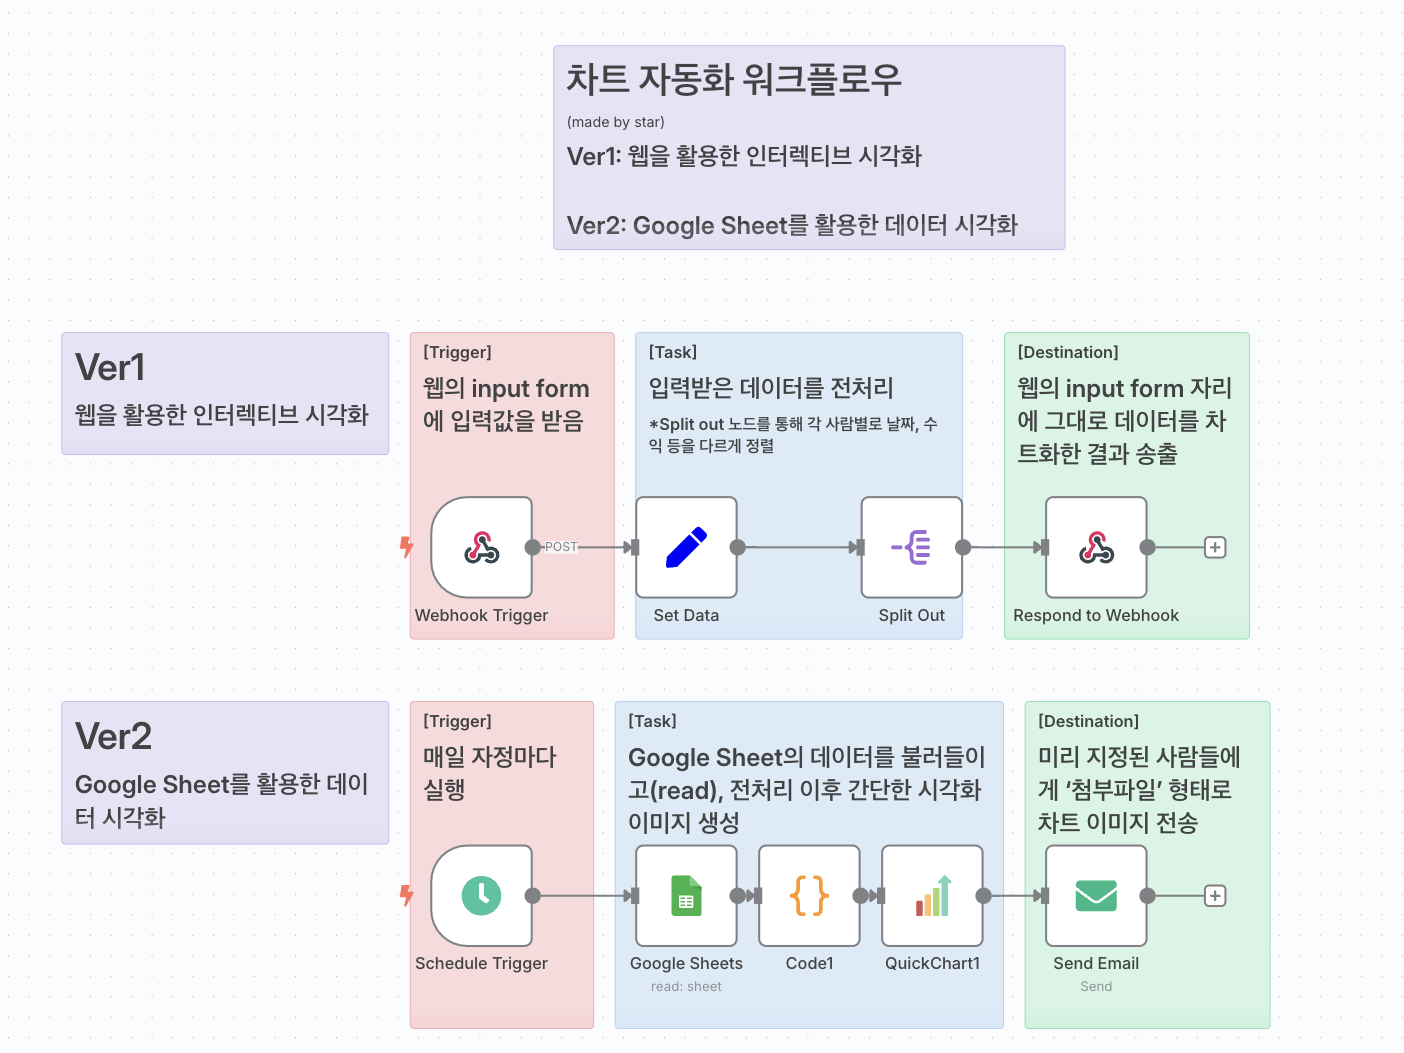 차트 자동화 워크플로우
(made by star)
Ver1: 웹을 활용한 인터렉티브 시각화
Ver2: Google Sheet를 활용한 데이터 시각화
Ver1
웹을 활용한 인터렉티브 시각화
[Trigger]
웹의 input form
에 입력값을 받음
[Task]
입력받은 데이터를 전처리
*Split out 노드를 통해 각 사람별로 날짜, 수
익 등을 다르게 정렬
[Destination]
웹의 input form 자리
에 그대로 데이터를 차
트화한 결과 송출
POST
Webhook Trigger
Set Data
Split Out
Respond to Webhook
Ver2
Google Sheet를 활용한 데이
터 시각화
[Trigger]
매일 자정마다
실행
[Task]
Google Sheet의 데이터를 불러들이
고(read), 전처리 이후 간단한 시각화
이미지 생성
[Destination]
미리 지정된 사람들에
게 ‘첨부파일’ 형태로
차트 이미지 전송
Schedule Trigger
Google Sheets
read: sheet
Code1
QuickChart1
Send Email
Send